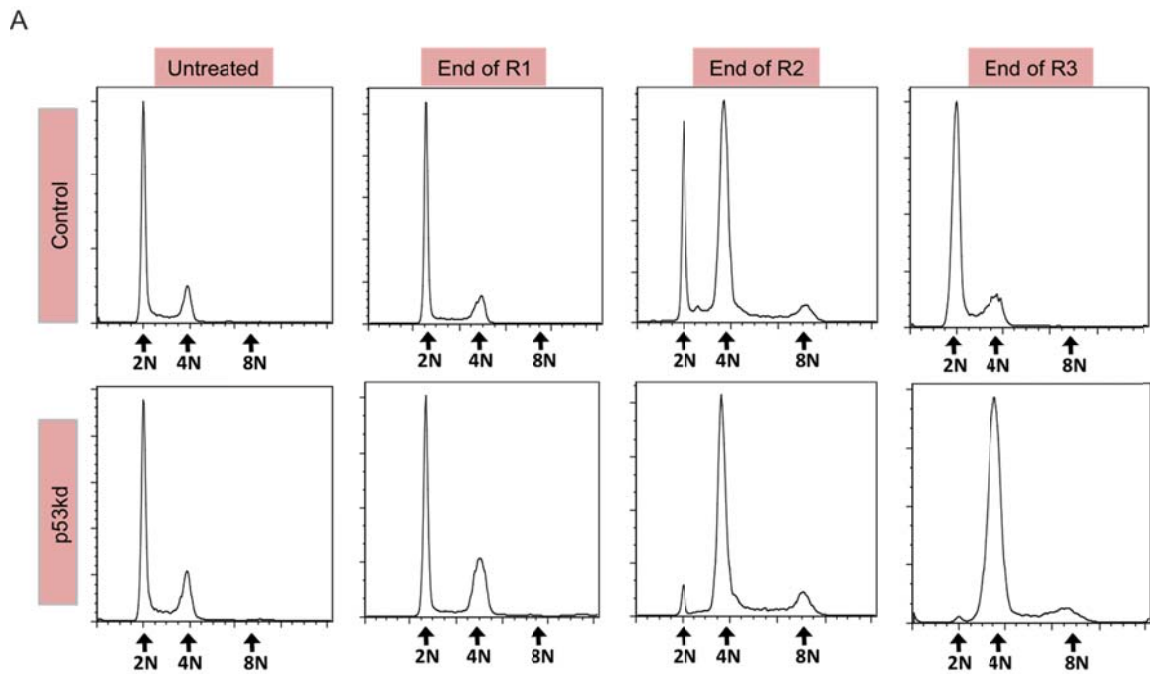 A
Untreated
End of R1
End of R2
End of R3
Control
2N 4N 8N
2N 4N 8N
2N 4N 8N
2N 4N 8N
p53kd
2N 4N 8N
2N 4N 8N
2N 4N 8N
2N 4N 8N